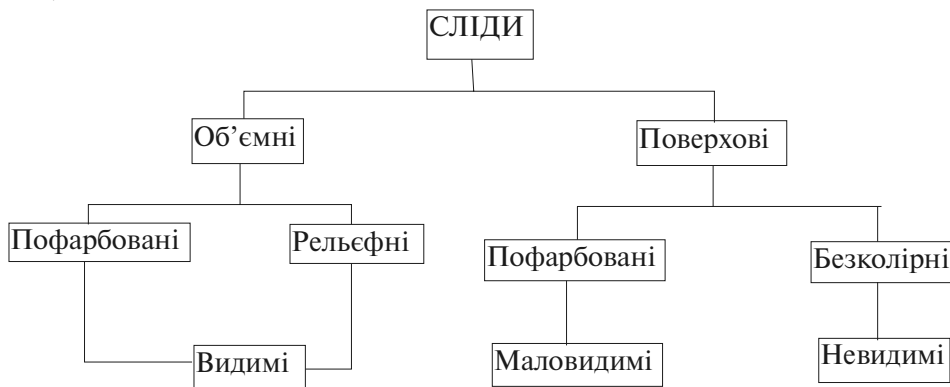 СЛІДИ
Об’ємні
Поверхові
Пофарбовані
Рельєфні
Пофарбовані
Безколірні
Видимі
Маловидимі
Невидимі